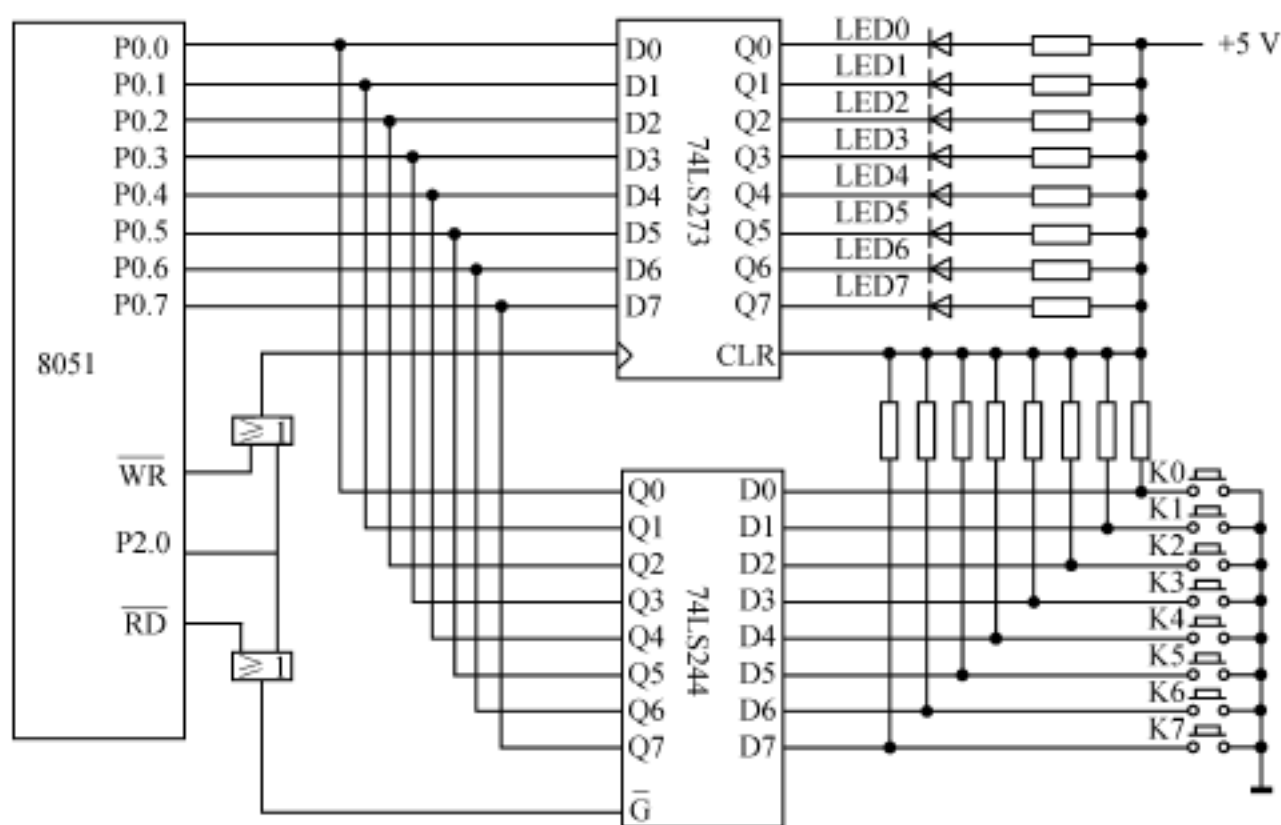 8051
P0.0
P0.1
P0.2
P0.3
P0.4
P0.5
P0.6
P0.7
W̅R̅
P2.0
R̅D̅
≥1
≥1
D0
D1
D2
D3
D4
D5
D6
D7
74LS273
Q0
Q1
Q2
Q3
Q4
Q5
Q6
Q7
CLR
LED0
LED1
LED2
LED3
LED4
LED5
LED6
LED7
+5 V
Q0
Q1
Q2
Q3
Q4
Q5
Q6
Q7
G̅
74LS244
D0
D1
D2
D3
D4
D5
D6
D7
K0
K1
K2
K3
K4
K5
K6
K7